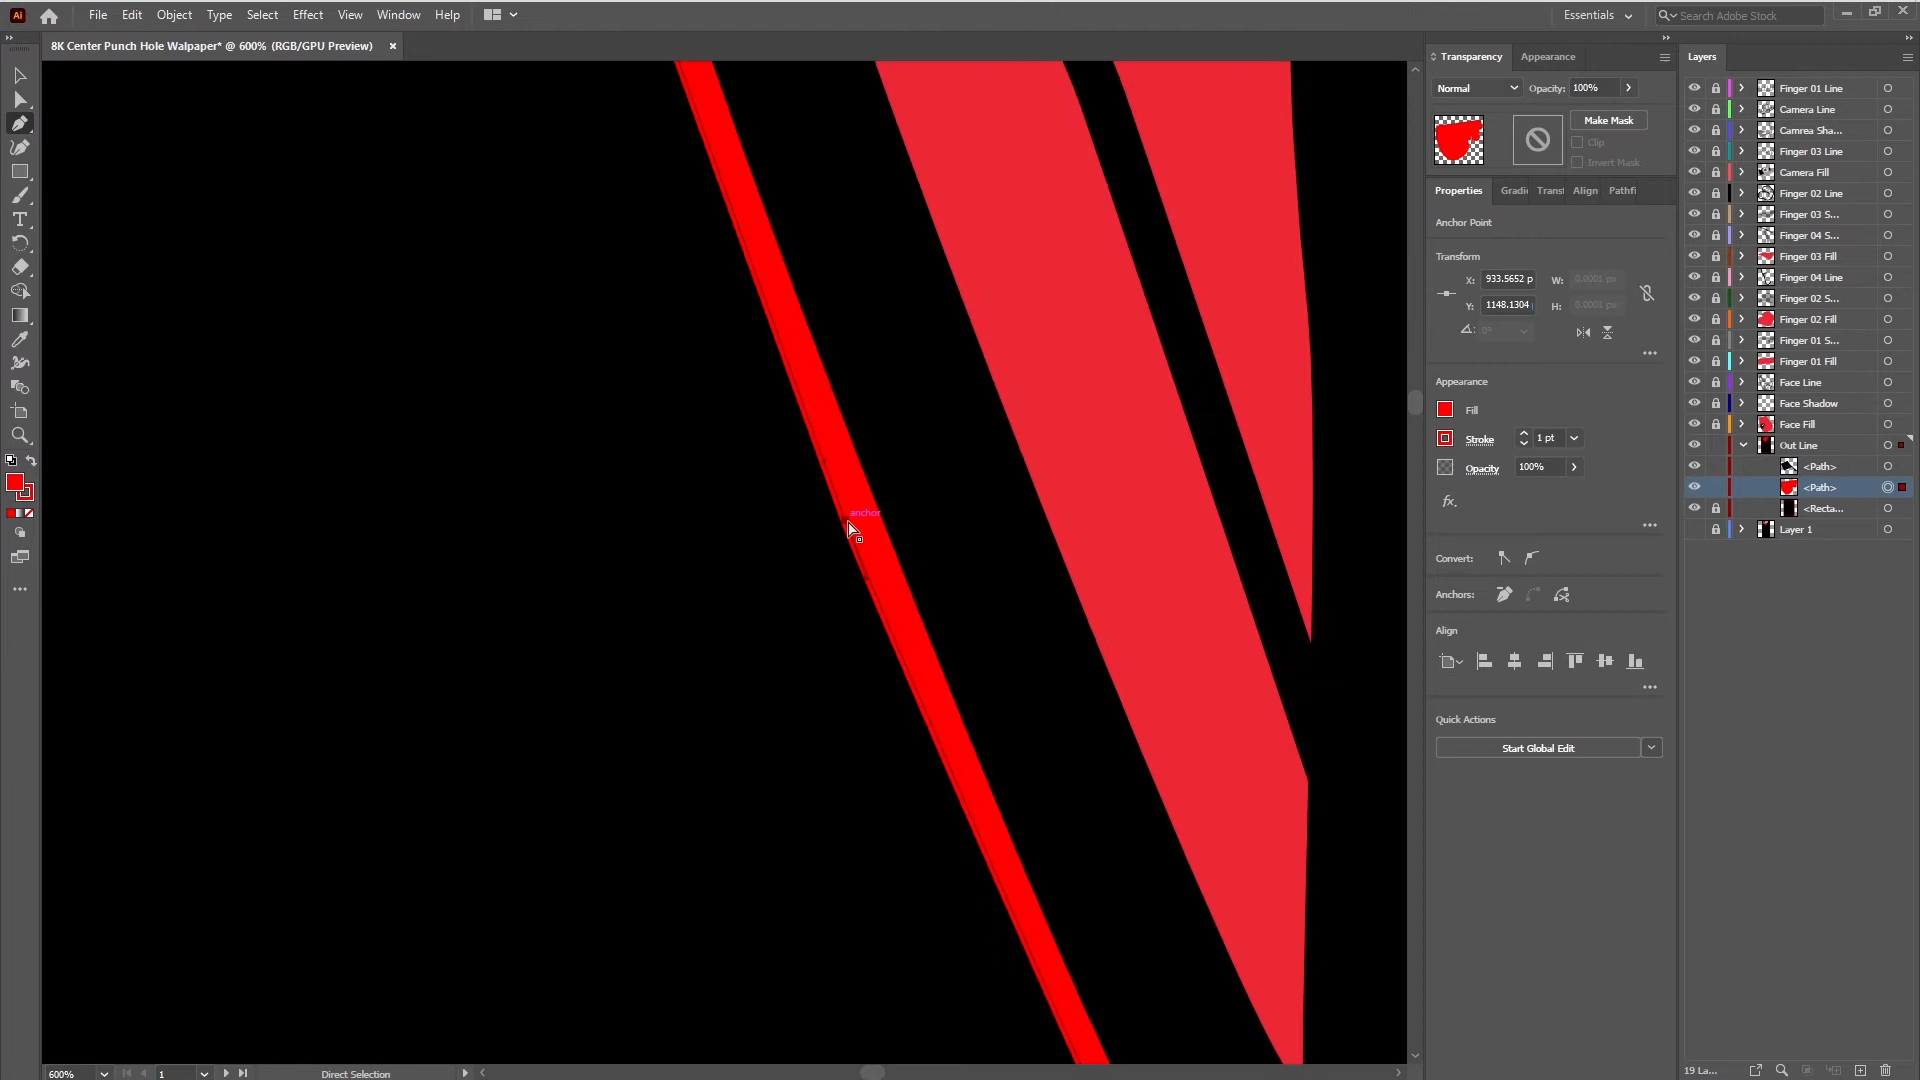 Ai File Edit Object Type Select Effect View Window Help
Essentials
Search Adobe Stock
8K Center Punch Hole Walpaper* @ 600% (RGB/GPU Preview) ×
Transparency Appearance
Normal Opacity: 100%
Make Mask
Clip
Invert Mask
Properties Gradi Transf Align Pathfi
Anchor Point
Transform
X: 933.5652 p W: 0.0001 px
Y: 1148.1304 H: 0.0001 px
0°
Appearance
Fill
Stroke 1 pt
Opacity 100%
fx.
Convert:
Anchors:
Align
Quick Actions
Start Global Edit
anchor
Layers
Finger 01 Line
Camera Line
Camrea Sha...
Finger 03 Line
Camera Fill
Finger 02 Line
Finger 03 S...
Finger 04 S...
Finger 03 Fill
Finger 04 Line
Finger 02 S...
Finger 02 Fill
Finger 01 S...
Finger 01 Fill
Face Line
Face Shadow
Face Fill
Out Line
<Path>
<Path>
<Recta...
Layer 1
600% 1 Direct Selection
19 La...